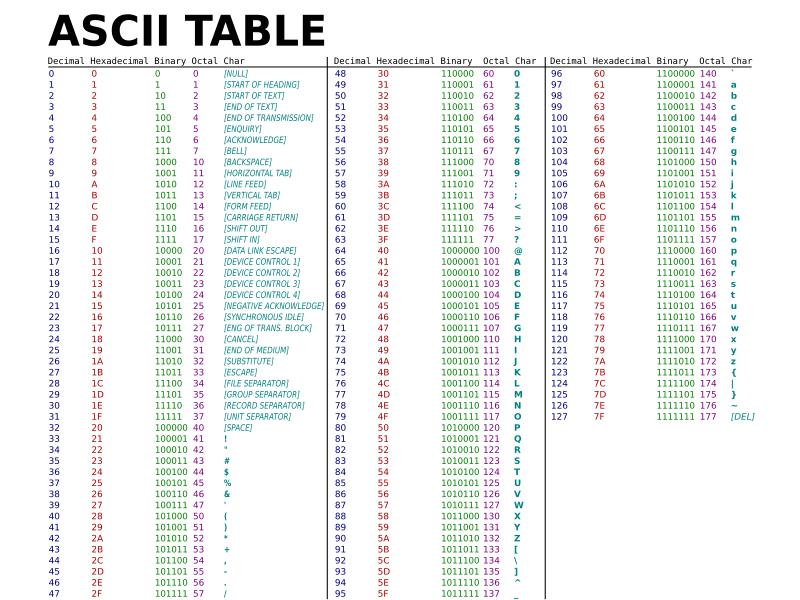 ASCII TABLE
Decimal Hexadecimal Binary Octal Char Decimal Hexadecimal Binary Octal Char Decimal Hexadecimal Binary Octal Char
0 0 0 0 [NULL] 48 30 110000 60 0 96 60 1100000 140 `
1 1 1 1 [START OF HEADING] 49 31 110001 61 1 97 61 1100001 141 a
2 2 10 2 [START OF TEXT] 50 32 110010 62 2 98 62 1100010 142 b
3 3 11 3 [END OF TEXT] 51 33 110011 63 3 99 63 1100011 143 c
4 4 100 4 [END OF TRANSMISSION] 52 34 110100 64 4 100 64 1100100 144 d
5 5 101 5 [ENQUIRY] 53 35 110101 65 5 101 65 1100101 145 e
6 6 110 6 [ACKNOWLEDGE] 54 36 110110 66 6 102 66 1100110 146 f
7 7 111 7 [BELL] 55 37 110111 67 7 103 67 1100111 147 g
8 8 1000 10 [BACKSPACE] 56 38 111000 70 8 104 68 1101000 150 h
9 9 1001 11 [HORIZONTAL TAB] 57 39 111001 71 9 105 69 1101001 151 i
10 A 1010 12 [LINE FEED] 58 3A 111010 72 : 106 6A 1101010 152 j
11 B 1011 13 [VERTICAL TAB] 59 3B 111011 73 ; 107 6B 1101011 153 k
12 C 1100 14 [FORM FEED] 60 3C 111100 74 < 108 6C 1101100 154 l
13 D 1101 15 [CARRIAGE RETURN] 61 3D 111101 75 = 109 6D 1101101 155 m
14 E 1110 16 [SHIFT OUT] 62 3E 111110 76 > 110 6E 1101110 156 n
15 F 1111 17 [SHIFT IN] 63 3F 111111 77 ? 111 6F 1101111 157 o
16 10 10000 20 [DATA LINK ESCAPE] 64 40 1000000 100 @ 112 70 1110000 160 p
17 11 10001 21 [DEVICE CONTROL 1] 65 41 1000001 101 A 113 71 1110001 161 q
18 12 10010 22 [DEVICE CONTROL 2] 66 42 1000010 102 B 114 72 1110010 162 r
19 13 10011 23 [DEVICE CONTROL 3] 67 43 1000011 103 C 115 73 1110011 163 s
20 14 10100 24 [DEVICE CONTROL 4] 68 44 1000100 104 D 116 74 1110100 164 t
21 15 10101 25 [NEGATIVE ACKNOWLEDGE] 69 45 1000101 105 E 117 75 1110101 165 u
22 16 10110 26 [SYNCHRONOUS IDLE] 70 46 1000110 106 F 118 76 1110110 166 v
23 17 10111 27 [ENG OF TRANS. BLOCK] 71 47 1000111 107 G 119 77 1110111 167 w
24 18 11000 30 [CANCEL] 72 48 1001000 110 H 120 78 1111000 170 x
25 19 11001 31 [END OF MEDIUM] 73 49 1001001 111 I 121 79 1111001 171 y
26 1A 11010 32 [SUBSTITUTE] 74 4A 1001010 112 J 122 7A 1111010 172 z
27 1B 11011 33 [ESCAPE] 75 4B 1001011 113 K 123 7B 1111011 173 {
28 1C 11100 34 [FILE SEPARATOR] 76 4C 1001100 114 L 124 7C 1111100 174 |
29 1D 11101 35 [GROUP SEPARATOR] 77 4D 1001101 115 M 125 7D 1111101 175 }
30 1E 11110 36 [RECORD SEPARATOR] 78 4E 1001110 116 N 126 7E 1111110 176 ~
31 1F 11111 37 [UNIT SEPARATOR] 79 4F 1001111 117 O 127 7F 1111111 177 [DEL]
32 20 100000 40 [SPACE] 80 50 1010000 120 P
33 21 100001 41 ! 81 51 1010001 121 Q
34 22 100010 42 " 82 52 1010010 122 R
35 23 100011 43 # 83 53 1010011 123 S
36 24 100100 44 $ 84 54 1010100 124 T
37 25 100101 45 % 85 55 1010101 125 U
38 26 100110 46 & 86 56 1010110 126 V
39 27 100111 47 ' 87 57 1010111 127 W
40 28 101000 50 ( 88 58 1011000 130 X
41 29 101001 51 ) 89 59 1011001 131 Y
42 2A 101010 52 * 90 5A 1011010 132 Z
43 2B 101011 53 + 91 5B 1011011 133 [
44 2C 101100 54 , 92 5C 1011100 134 \
45 2D 101101 55 - 93 5D 1011101 135 ]
46 2E 101110 56 . 94 5E 1011110 136 ^
47 2F 101111 57 / 95 5F 1011111 137 _